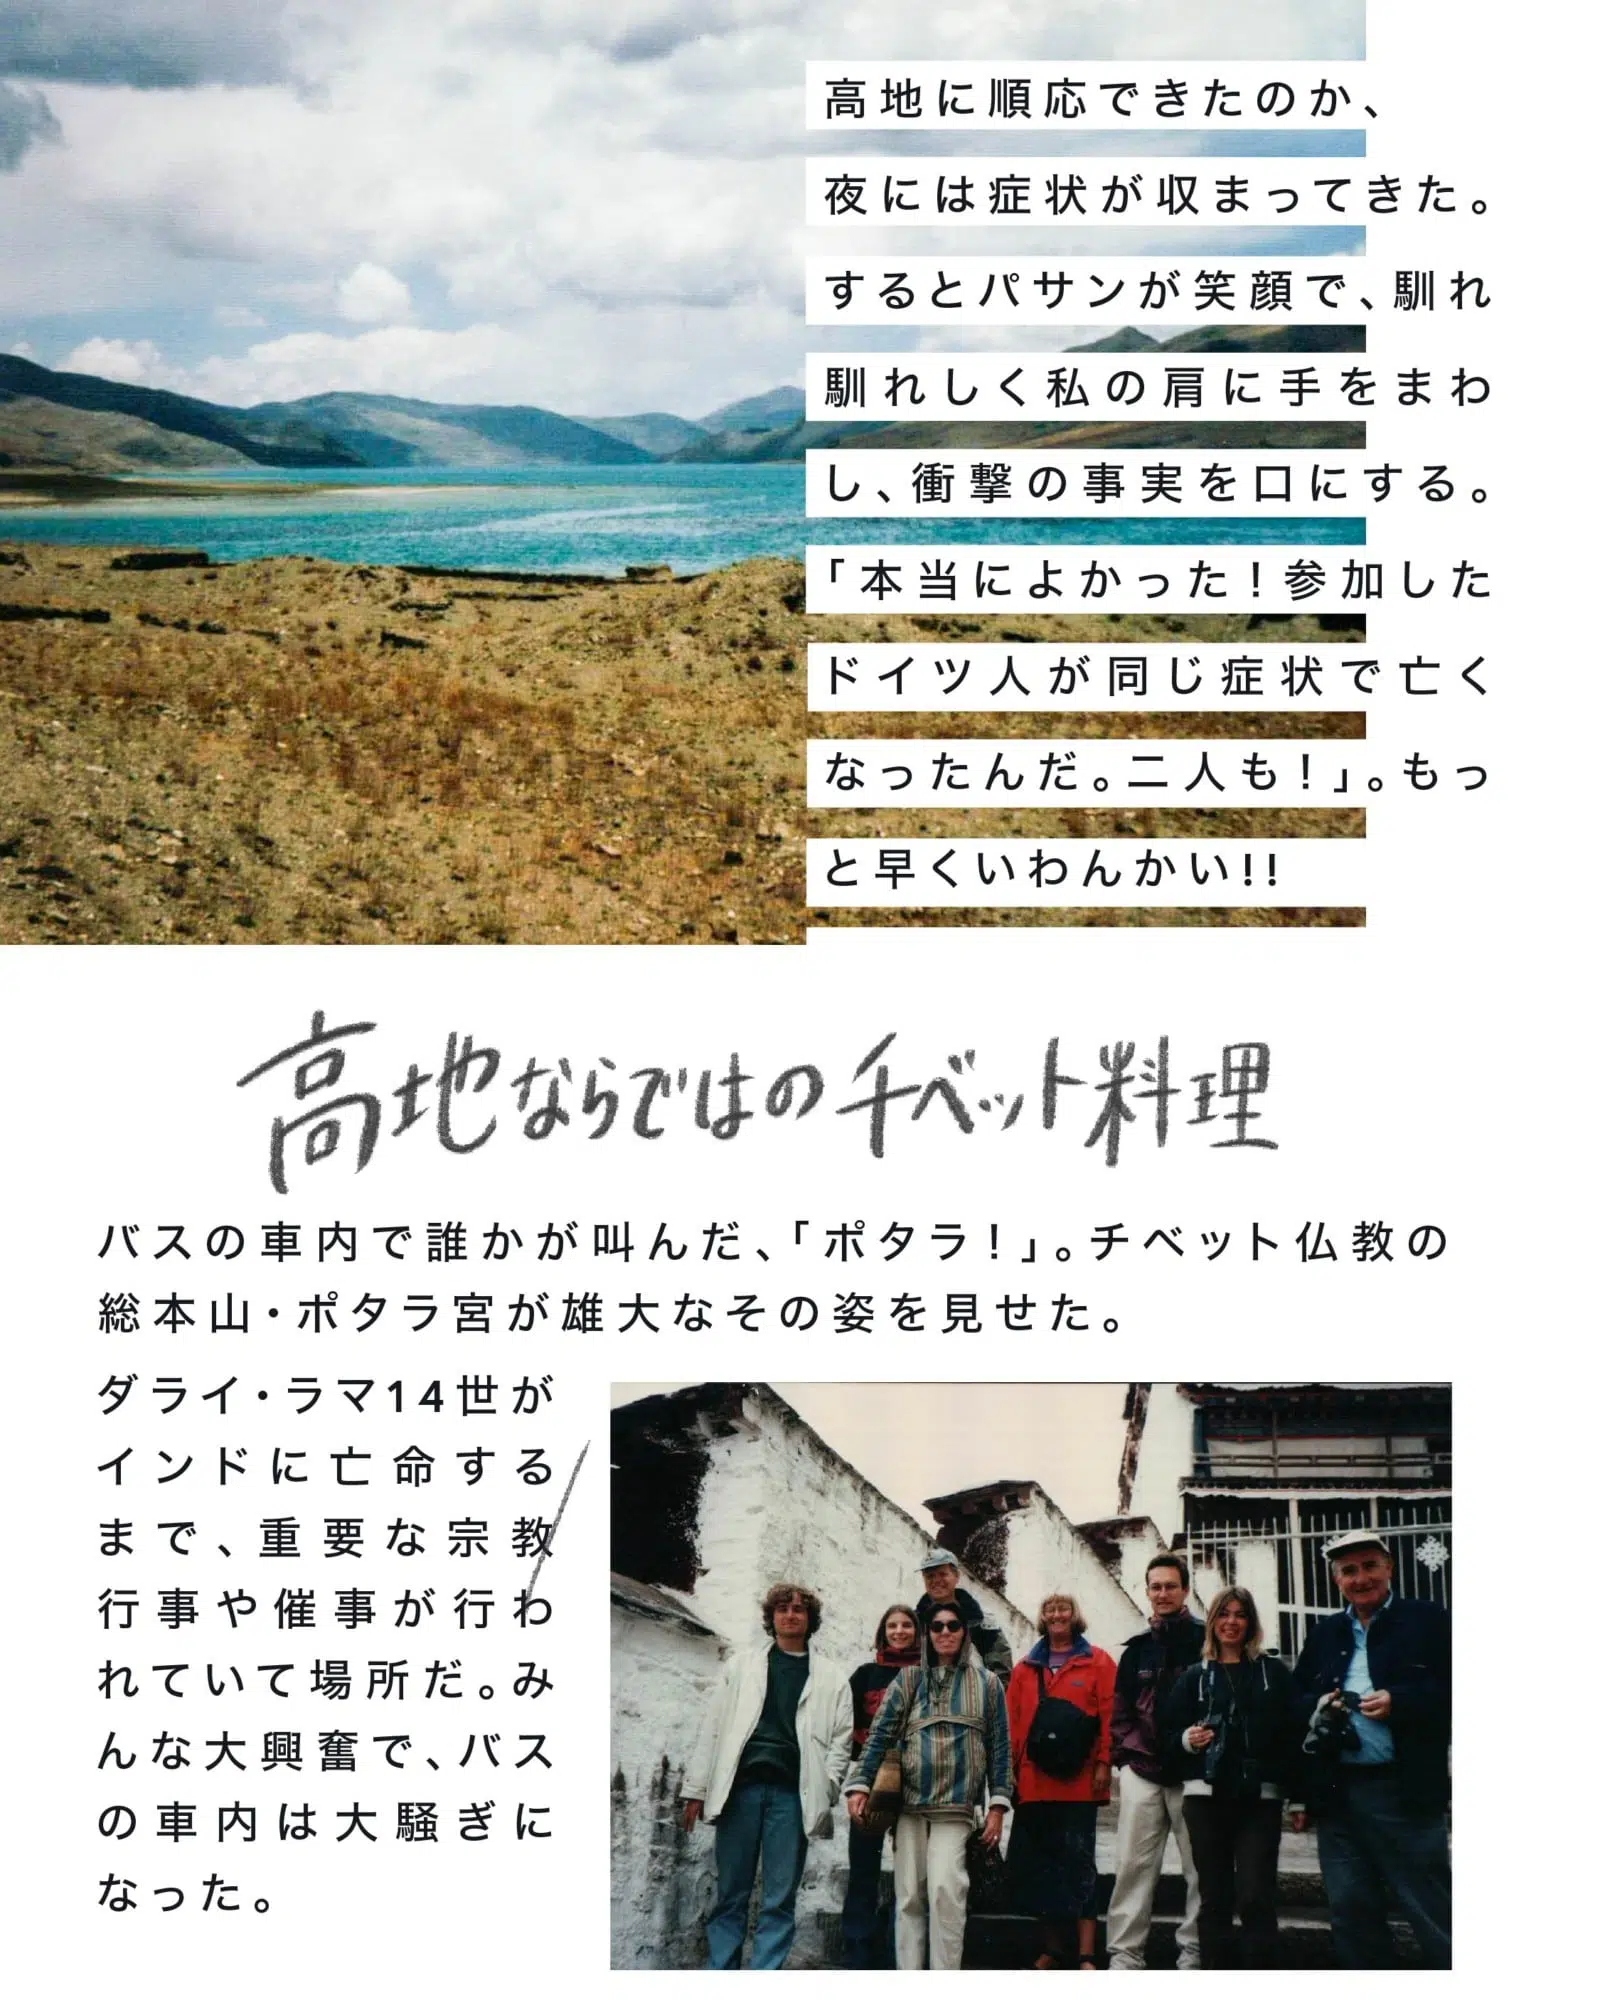 高地に順応できたのか、
夜には症状が収まってきた。
するとパサンが笑顔で、馴れ
馴れしく私の肩に手をまわ
し、衝撃の事実を口にする。
「本当によかった！参加した
ドイツ人が同じ症状で亡く
なったんだ。二人も！」。もっ
と早くいわんかい!!
高地ならではのチベット料理
バスの車内で誰かが叫んだ、「ポタラ！」。チベット仏教の
総本山・ポタラ宮が雄大なその姿を見せた。
ダライ・ラマ14世が
インドに亡命する
まで、重要な宗教
行事や催事が行わ
れていて場所だ。み
んな大興奮で、バス
の車内は大騒ぎに
なった。